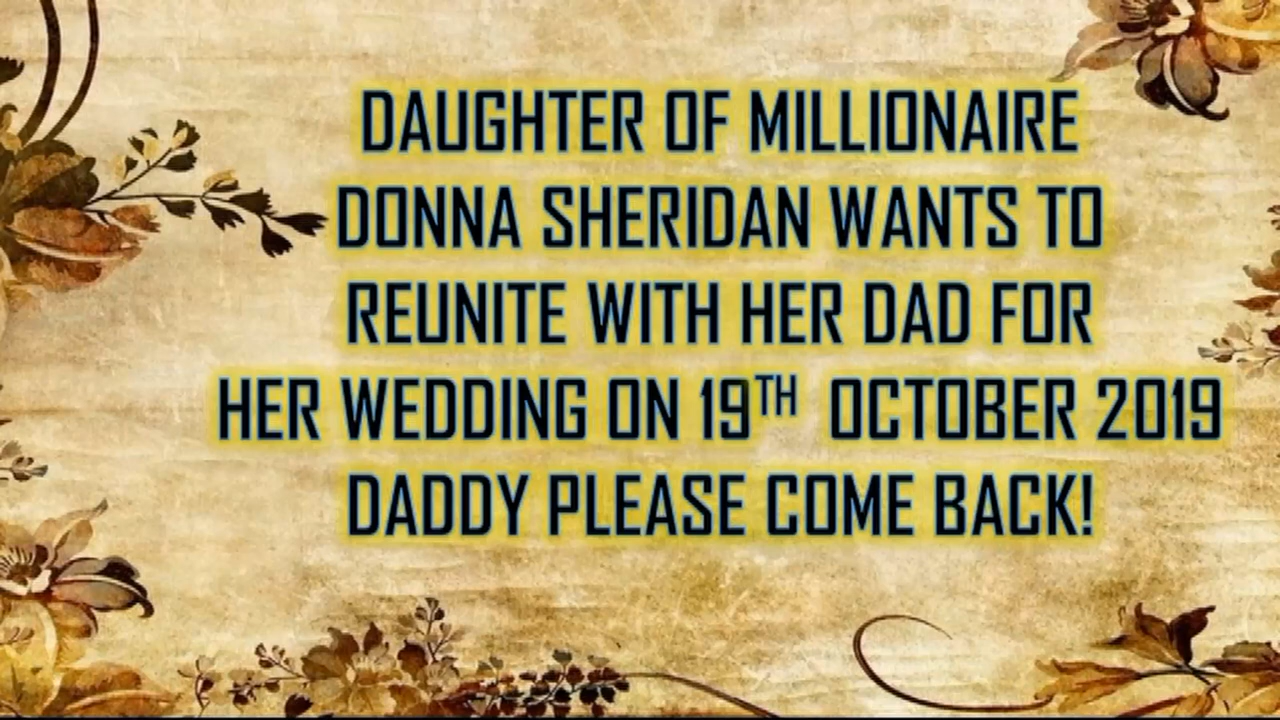 DAUGHTER OF MILLIONAIRE
DONNA SHERIDAN WANTS TO
REUNITE WITH HER DAD FOR
HER WEDDING ON 19TH OCTOBER 2019
DADDY PLEASE COME BACK!